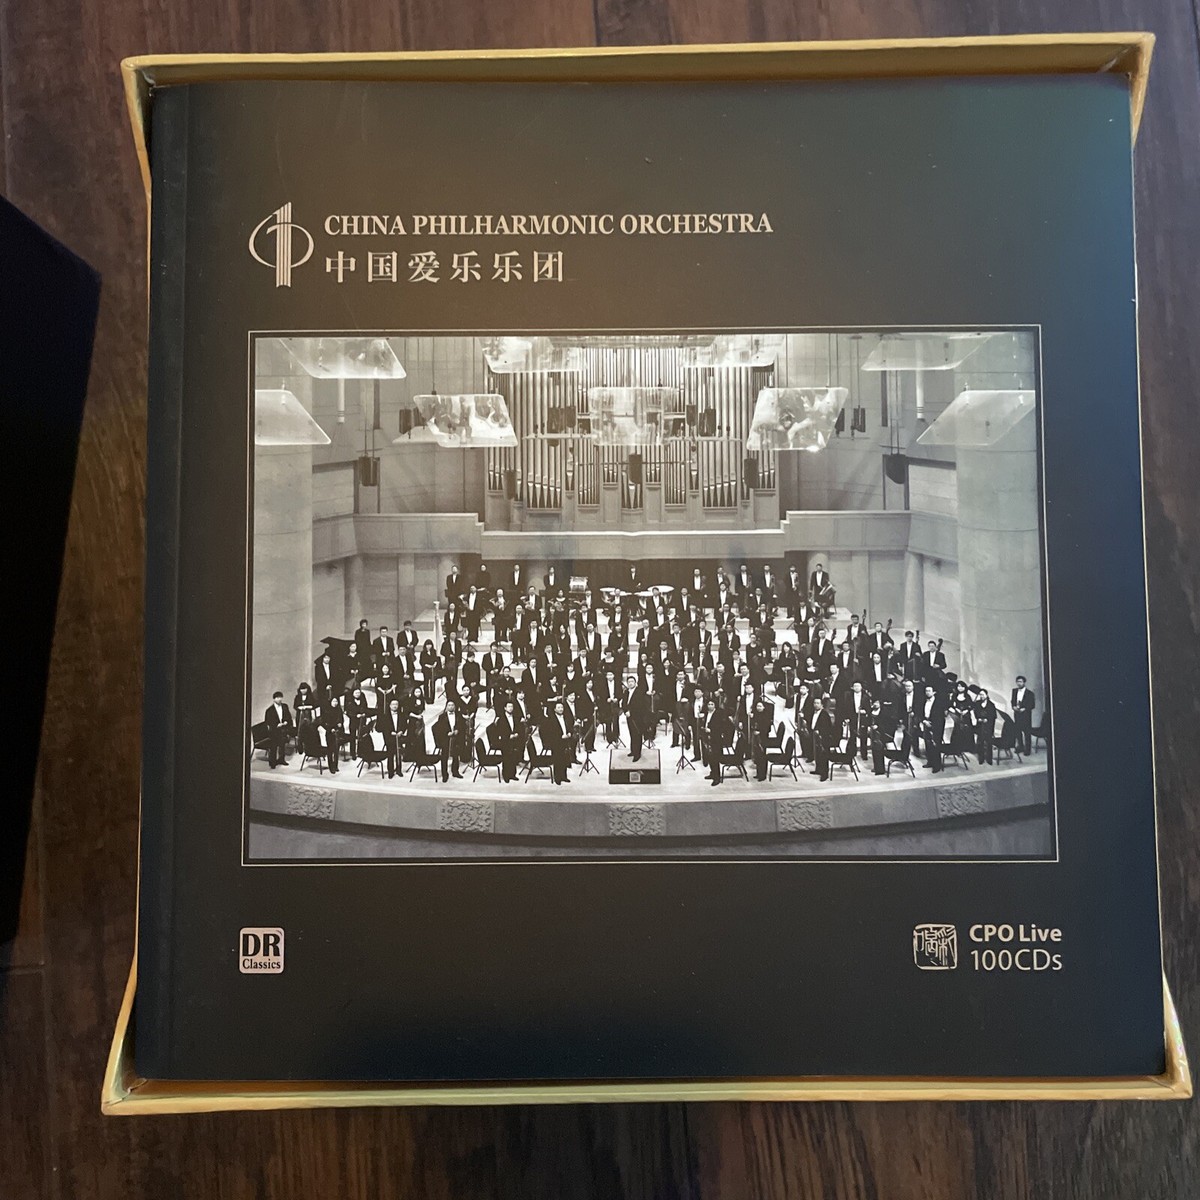 CHINA PHILHARMONIC ORCHESTRA
中国爱乐乐团
DR
Classics
CPO Live
100CDs